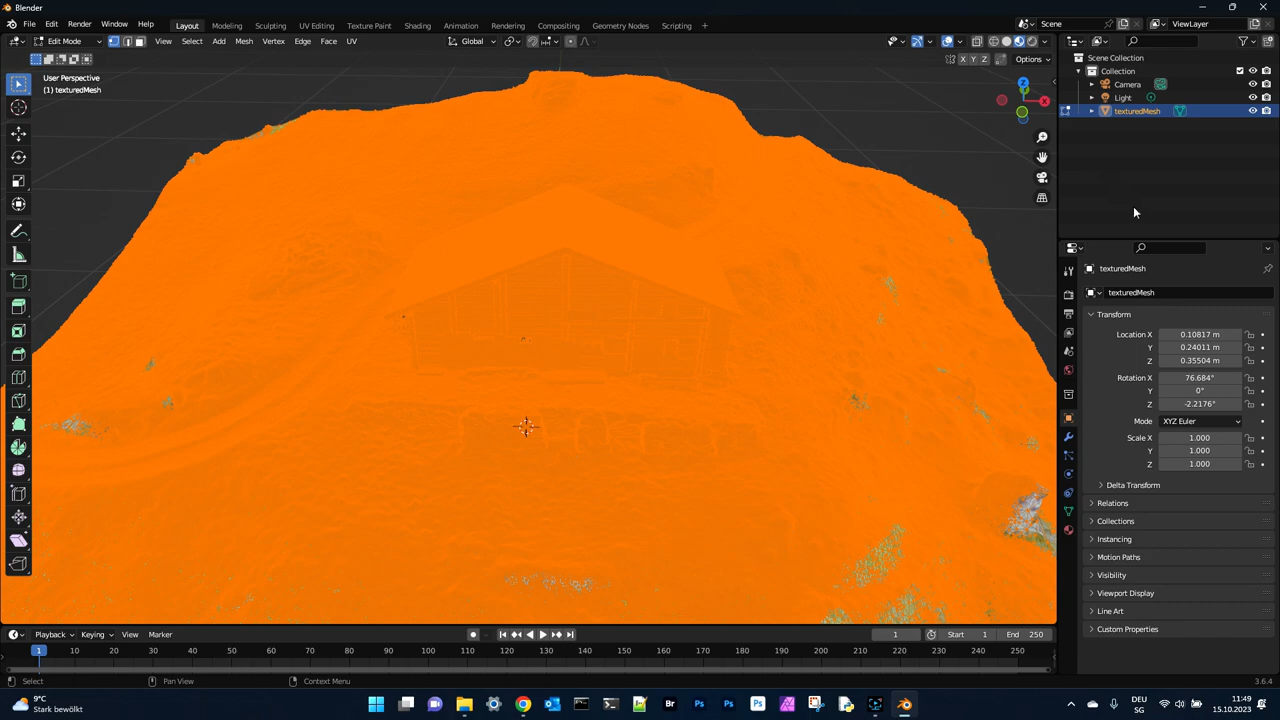 Blender
File Edit Render Window Help Layout Modeling Sculpting UV Editing Texture Paint Shading Animation Rendering Compositing Geometry Nodes Scripting + Scene ViewLayer
Edit Mode View Select Add Mesh Vertex Edge Face UV Global
X Y Z Options
User Perspective
(1) texturedMesh
Z
X
Scene Collection
Collection
Camera
Light
texturedMesh
texturedMesh
texturedMesh
Transform
Location X 0.10817 m
Y 0.24011 m
Z 0.35504 m
Rotation X 76.684°
Y 0°
Z -2.2176°
Mode XYZ Euler
Scale X 1.000
Y 1.000
Z 1.000
Delta Transform
Relations
Collections
Instancing
Motion Paths
Visibility
Viewport Display
Line Art
Custom Properties
Playback Keying View Marker 1 Start 1 End 250
1 10 20 30 40 50 60 70 80 90 100 110 120 130 140 150 160 170 180 190 200 210 220 230 240 250
Select Pan View Context Menu 3.6.4
9°C
Stark bewölkt
Br Ps Ps Ps
DEU
SG
11:49
15.10.2023